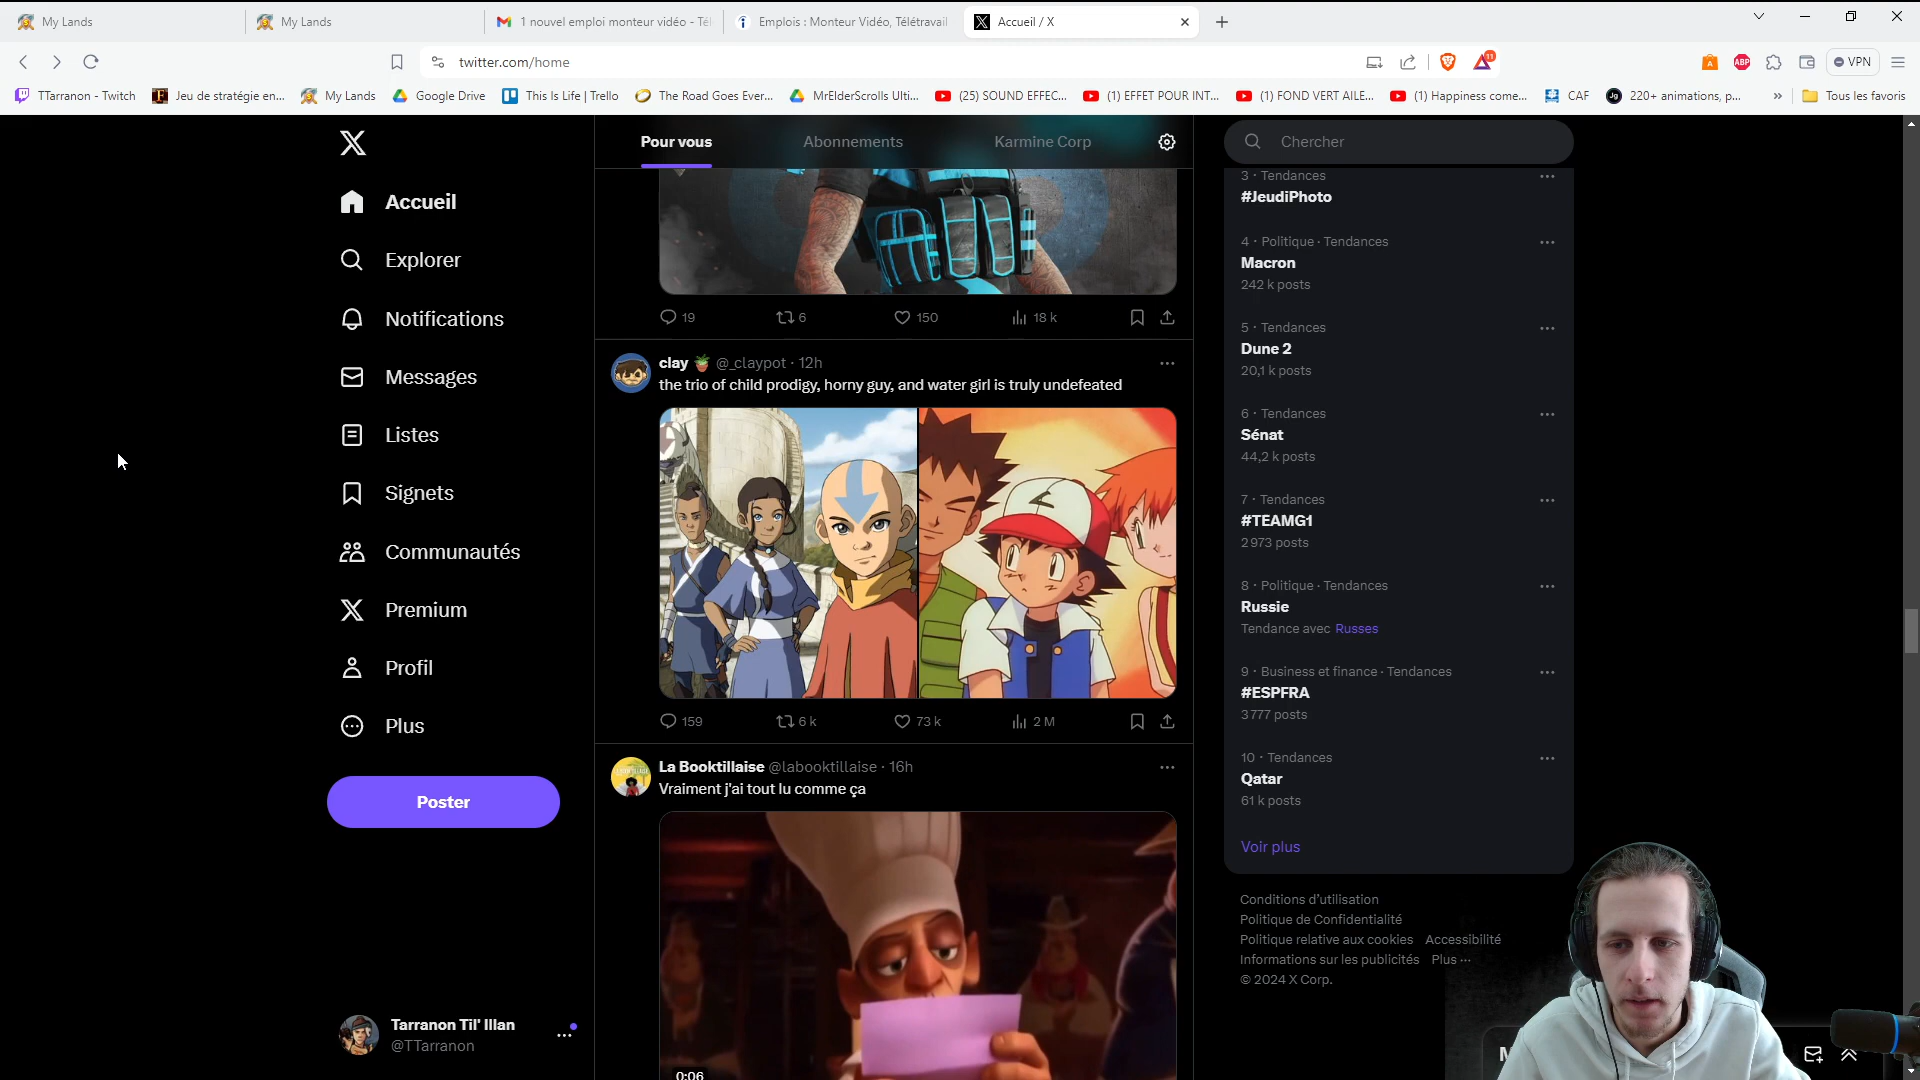 My Lands
My Lands
1 nouvel emploi monteur vidéo - Tél
Emplois : Monteur Vidéo, Télétravail
Accueil / X
twitter.com/home
11
ABP
VPN
TTarranon - Twitch
Jeu de stratégie en...
My Lands
Google Drive
This Is Life | Trello
The Road Goes Ever...
MrElderScrolls Ulti...
(25) SOUND EFFEC...
(1) EFFET POUR INT...
(1) FOND VERT AILE...
(1) Happiness come...
CAF
220+ animations, p...
»
Tous les favoris
Accueil
Explorer
Notifications
Messages
Listes
Signets
Communautés
Premium
Profil
Plus
Poster
Tarranon Til' Illan
@TTarranon
Pour vous
Abonnements
Karmine Corp
19
6
150
18 k
clay @_claypot · 12h
the trio of child prodigy, horny guy, and water girl is truly undefeated
159
6 k
73 k
2 M
La Booktillaise @labooktillaise · 16h
Vraiment j'ai tout lu comme ça
0:06
Chercher
3 · Tendances
#JeudiPhoto
4 · Politique · Tendances
Macron
242 k posts
5 · Tendances
Dune 2
20,1 k posts
6 · Tendances
Sénat
44,2 k posts
7 · Tendances
#TEAMG1
2 973 posts
8 · Politique · Tendances
Russie
Tendance avec Russes
9 · Business et finance · Tendances
#ESPFRA
3 777 posts
10 · Tendances
Qatar
61 k posts
Voir plus
Conditions d'utilisation
Politique de Confidentialité
Politique relative aux cookies Accessibilité
Informations sur les publicités Plus ...
© 2024 X Corp.